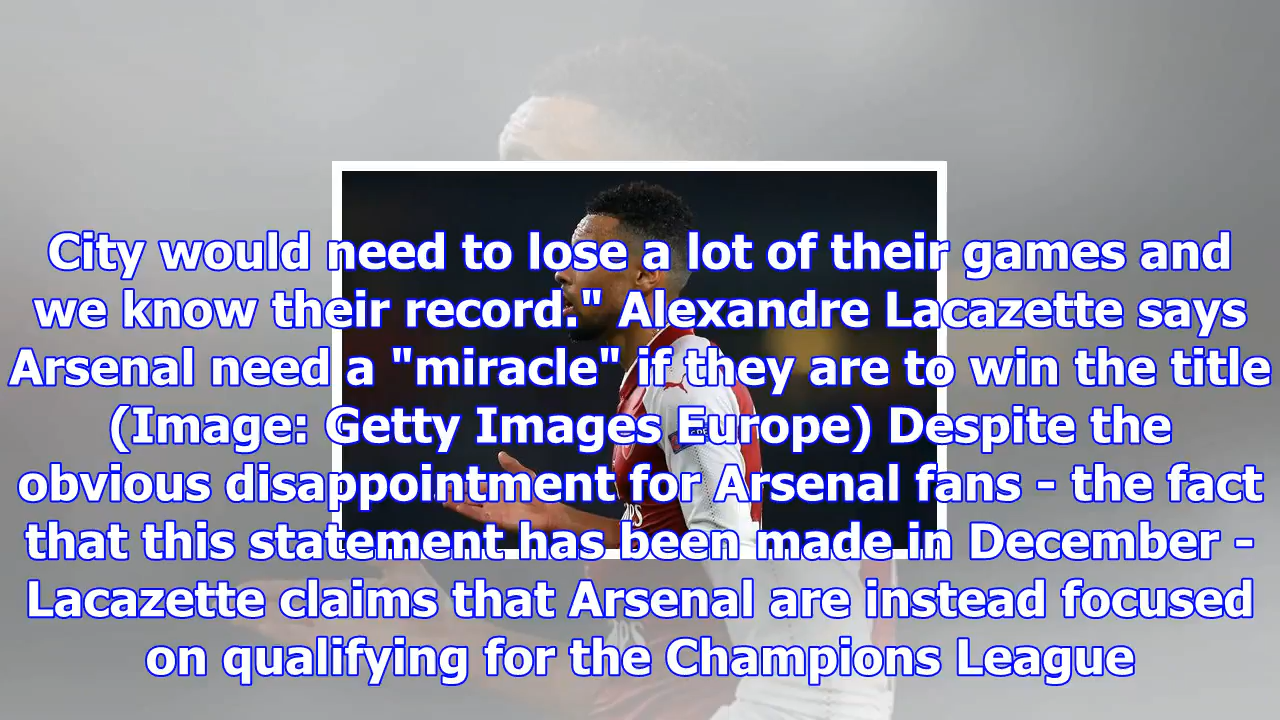 City would need to lose a lot of their games and
we know their record." Alexandre Lacazette says
Arsenal need a "miracle" if they are to win the title
(Image: Getty Images Europe) Despite the
obvious disappointment for Arsenal fans - the fact
that this statement has been made in December -
Lacazette claims that Arsenal are instead focused
on qualifying for the Champions League